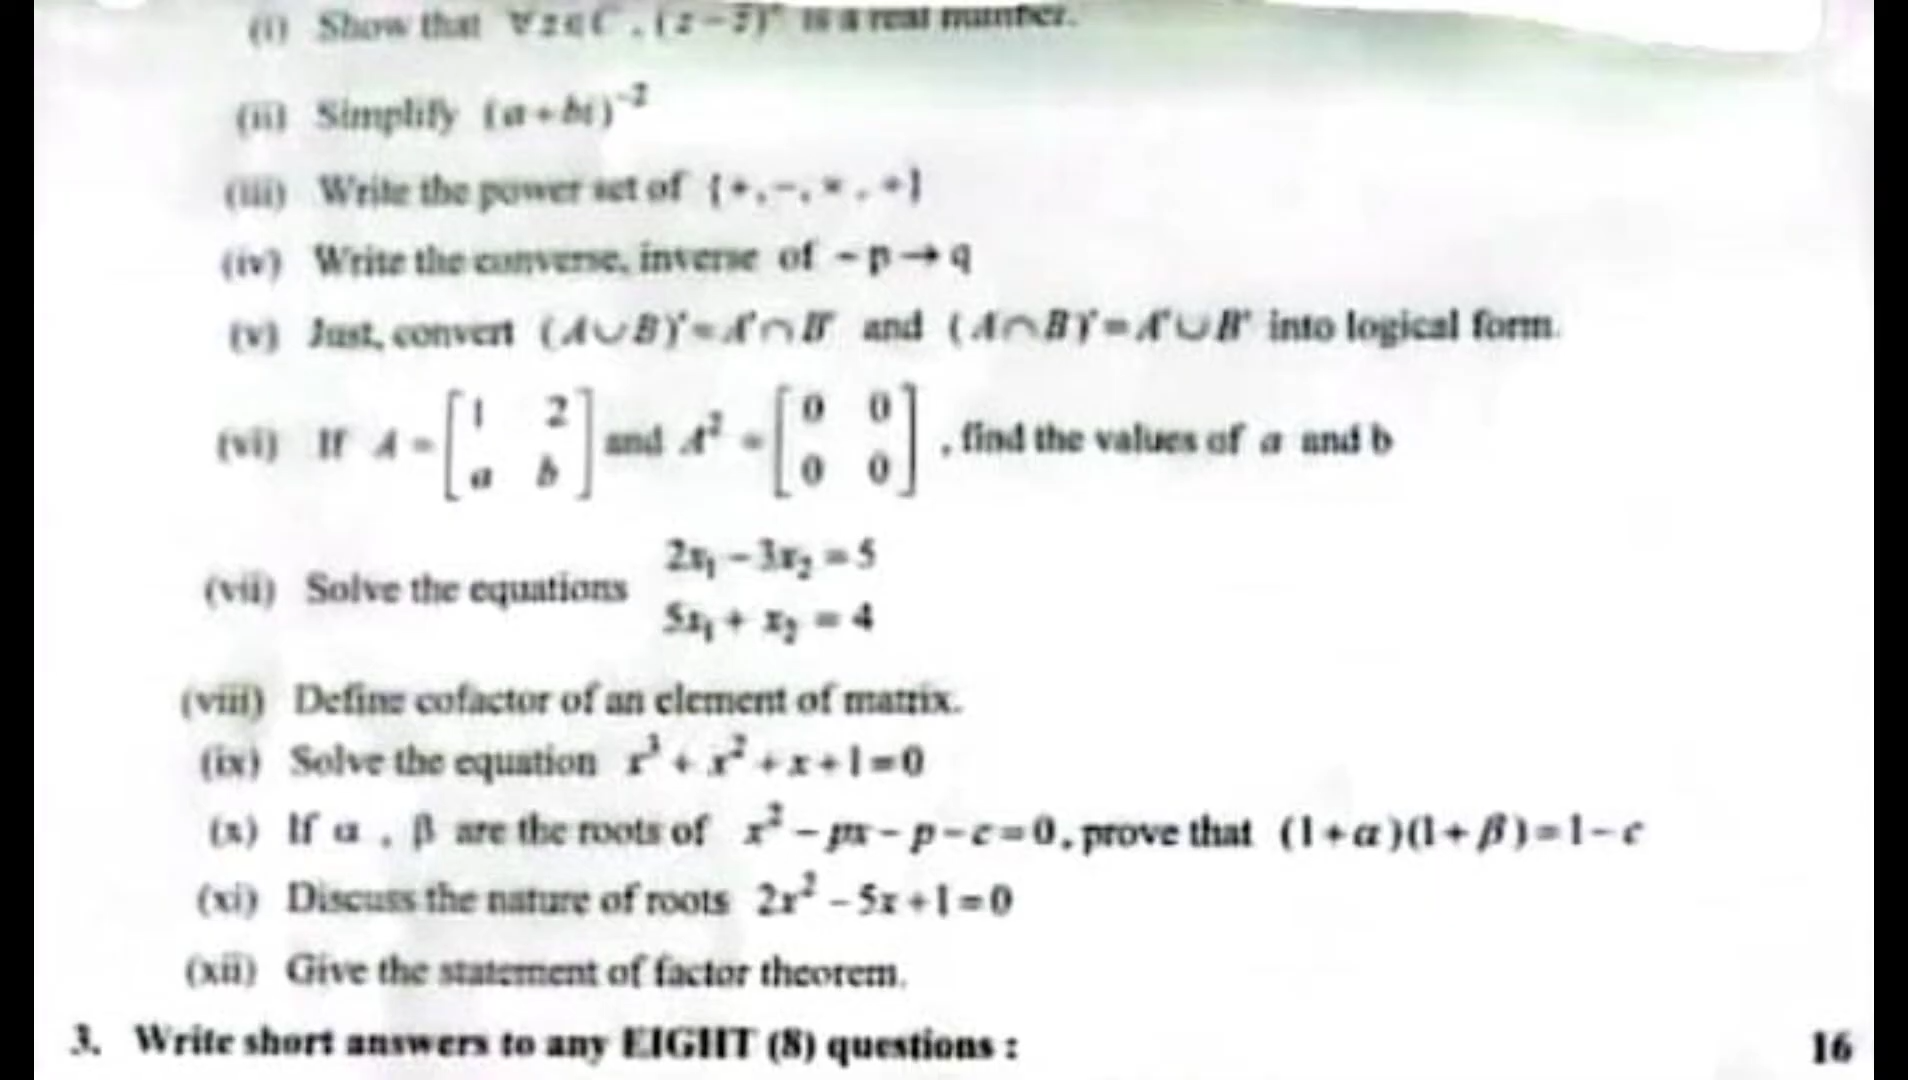 (i) Show that ∀z∈C, (z−z̄)² is a real number.
(ii) Simplify (a+bi)⁻²
(iii) Write the power set of {+,−,×,÷}
(iv) Write the converse, inverse of ~p→q
(v) Just, convert (A∪B)'=A'∩B' and (A∩B)'=A'∪B' into logical form.
(vi) If A=[1 2; a b] and A²=[0 0; 0 0], find the values of a and b
(vii) Solve the equations 2x₁−3x₂=5
5x₁+x₂=4
(viii) Define cofactor of an element of matrix.
(ix) Solve the equation x³+x²+x+1=0
(x) If α, β are the roots of x²−px−p−c=0, prove that (1+α)(1+β)=1−c
(xi) Discuss the nature of roots 2x²−5x+1=0
(xii) Give the statement of factor theorem.
3. Write short answers to any EIGHT (8) questions : 16